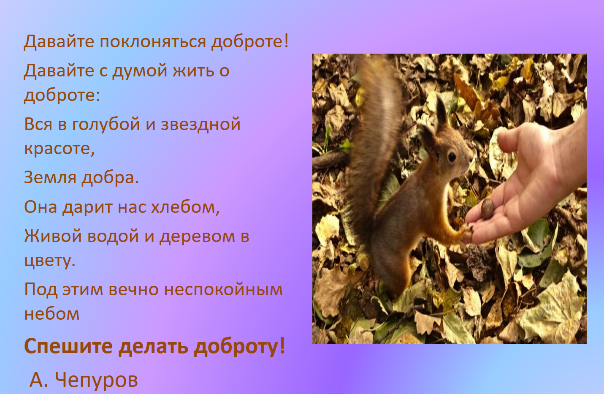 Давайте поклоняться доброте!
Давайте с думой жить о
доброте:
Вся в голубой и звездной
красоте,
Земля добра.
Она дарит нас хлебом,
Живой водой и деревом в
цвету.
Под этим вечно неспокойным
небом
Спешите делать доброту!
А. Чепуров